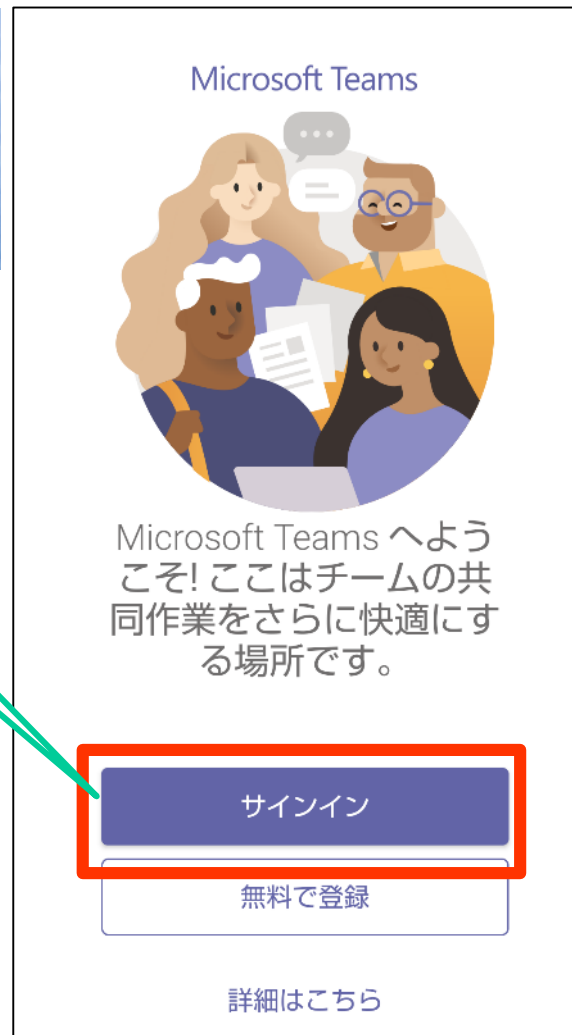 Microsoft Teams
Microsoft Teams へよう
こそ! ここはチームの共
同作業をさらに快適にす
る場所です。
サインイン
無料で登録
詳細はこちら